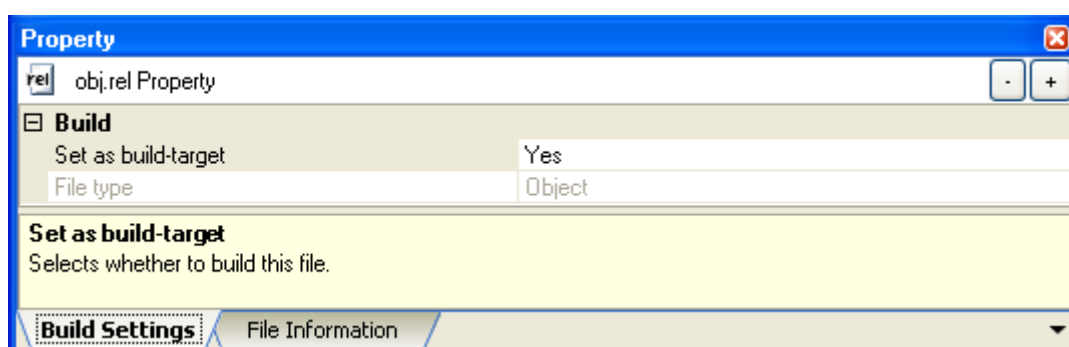 Property
rel obj.rel Property - +
Build
Set as build-target Yes
File type Object
Set as build-target
Selects whether to build this file.
Build Settings File Information